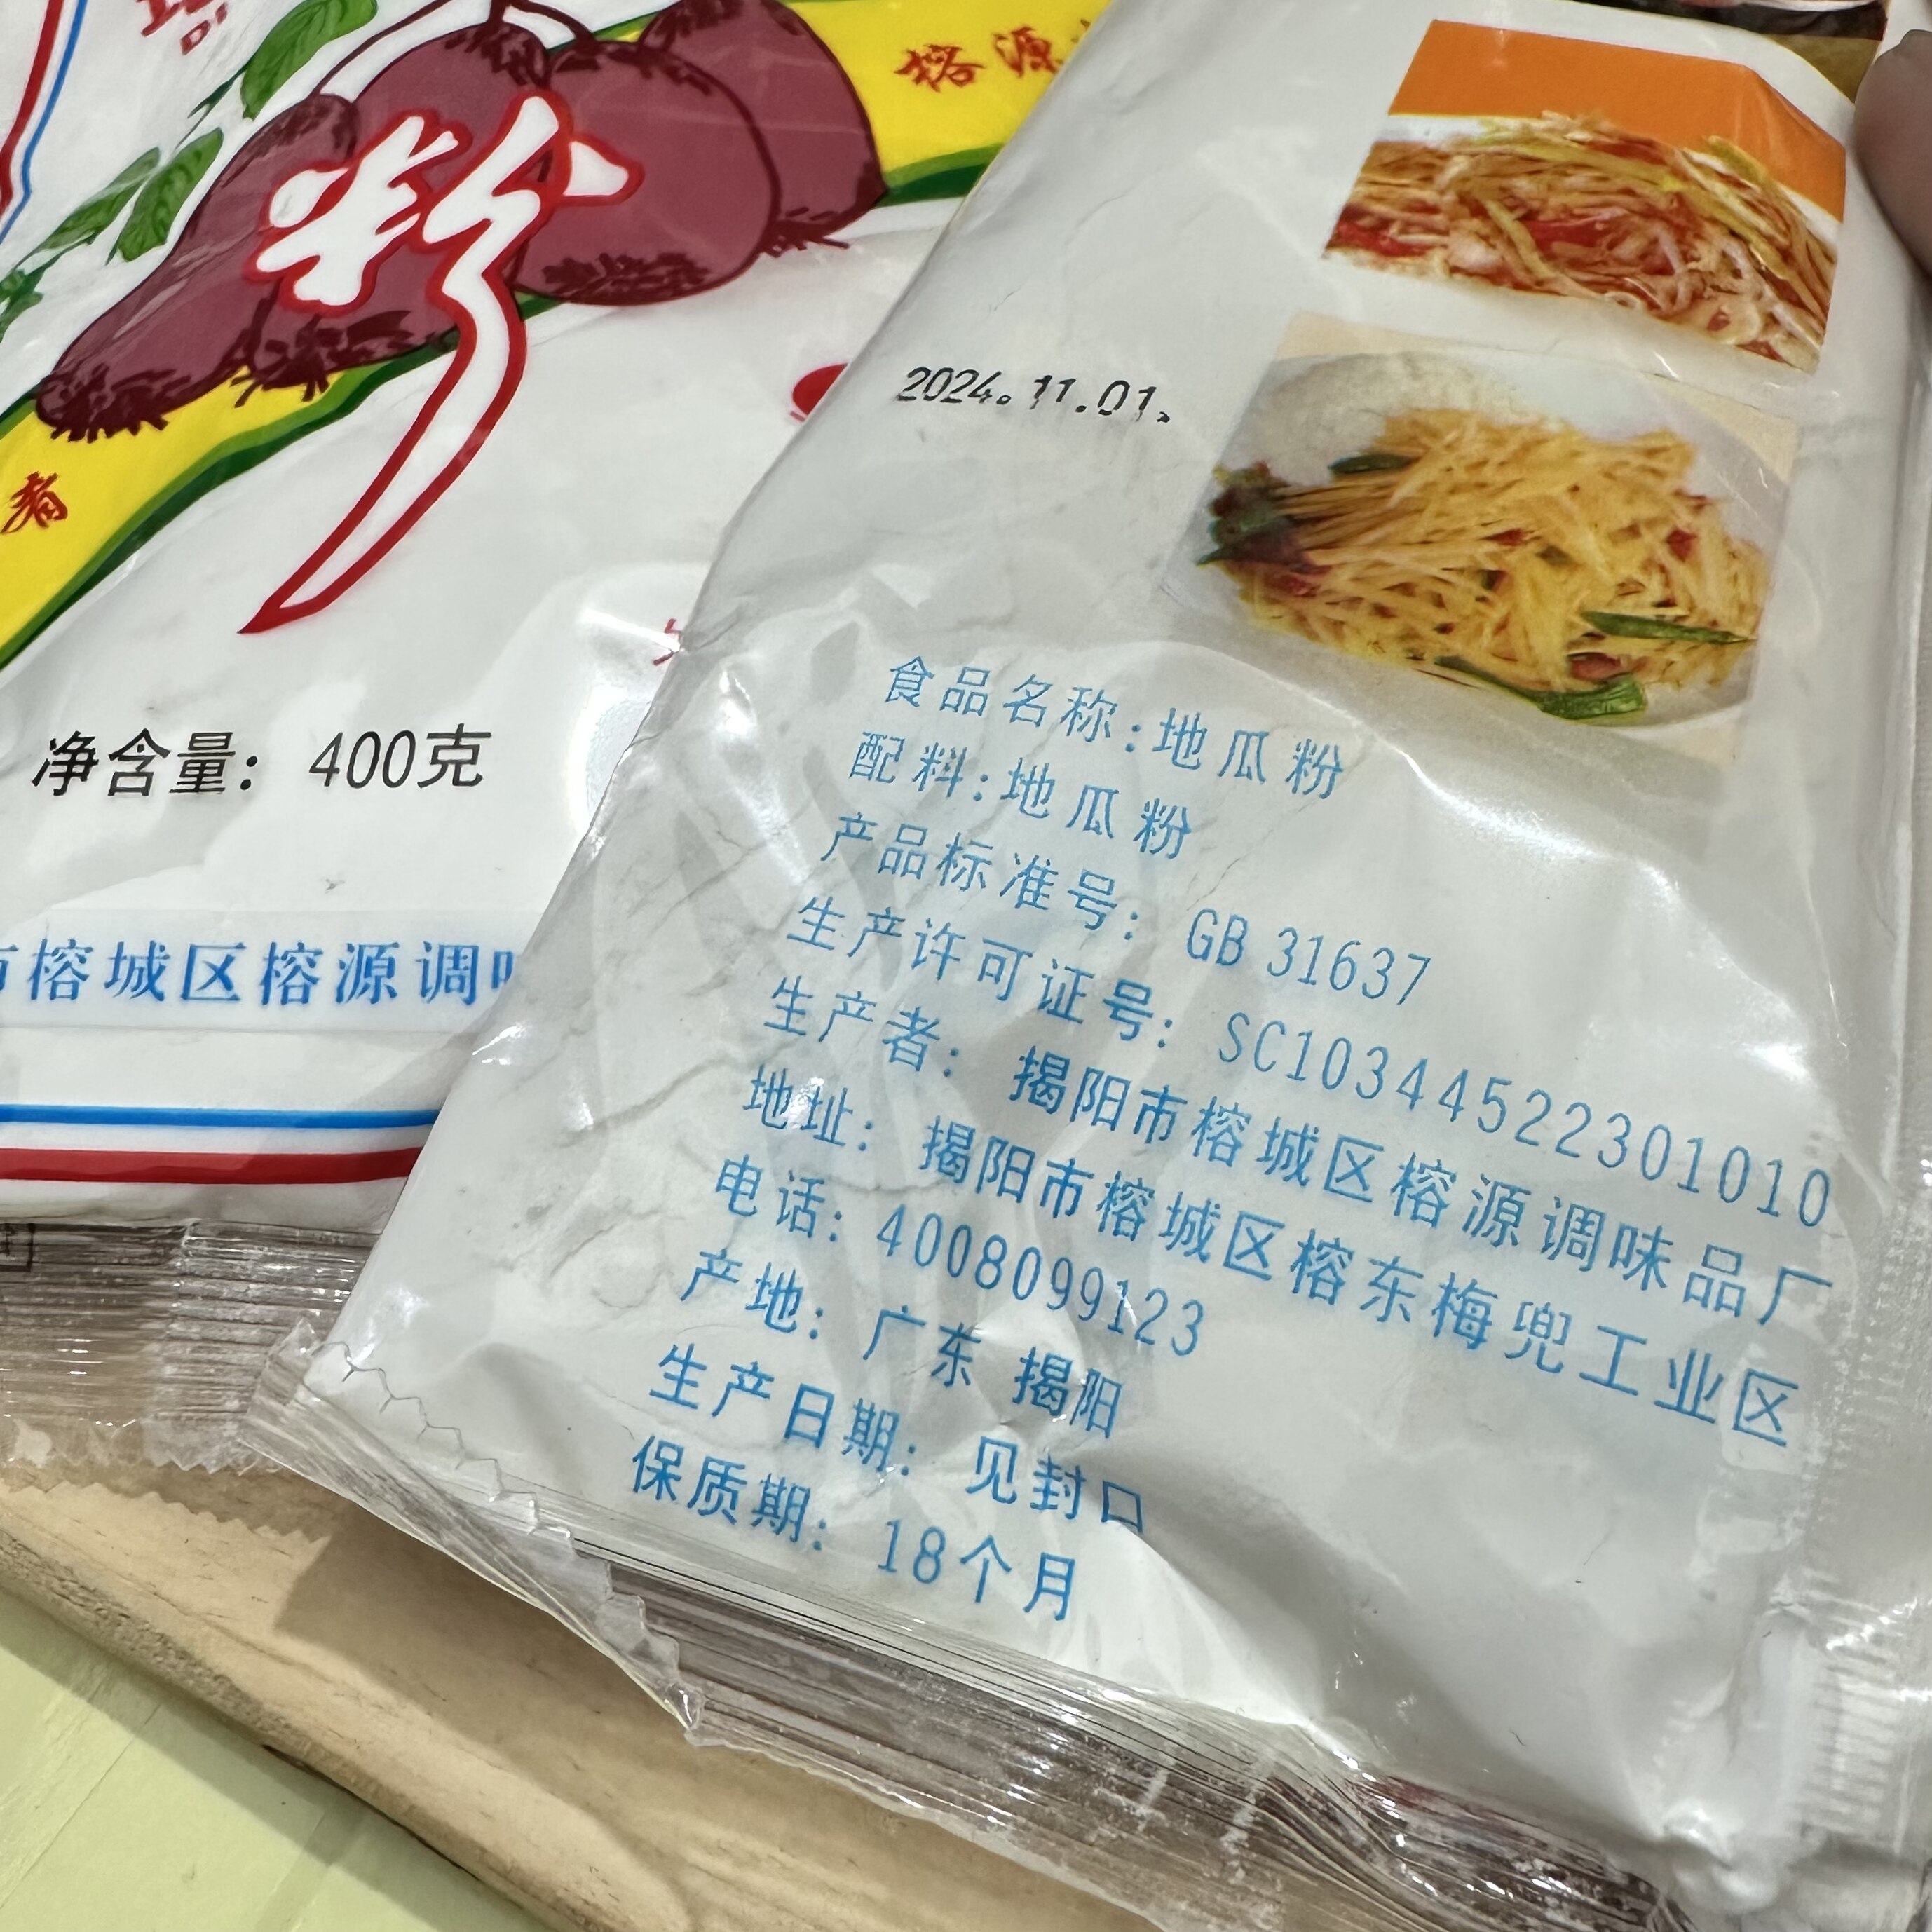 榕源
粉
肴
净含量：400克
榕城区榕源调
2024.11.01.
食品名称：地瓜粉
配料：地瓜粉
产品标准号：GB 31637
生产许可证号：SC10344522301010
生产者：揭阳市榕城区榕源调味品厂
地址：揭阳市榕城区榕东梅兜工业区
电话：4008099123
产地：广东 揭阳
生产日期：见封口
保质期：18个月